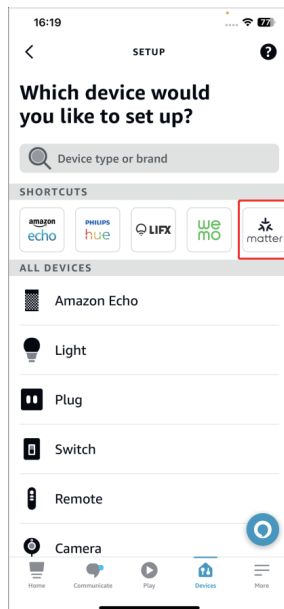 16:19
77
SETUP
?
Which device would
you like to set up?
Device type or brand
SHORTCUTS
amazon
echo
PHILIPS
hue
LIFX
we
mo
matter
ALL DEVICES
Amazon Echo
Light
Plug
Switch
Remote
Camera
Home
Communicate
Play
Devices
More